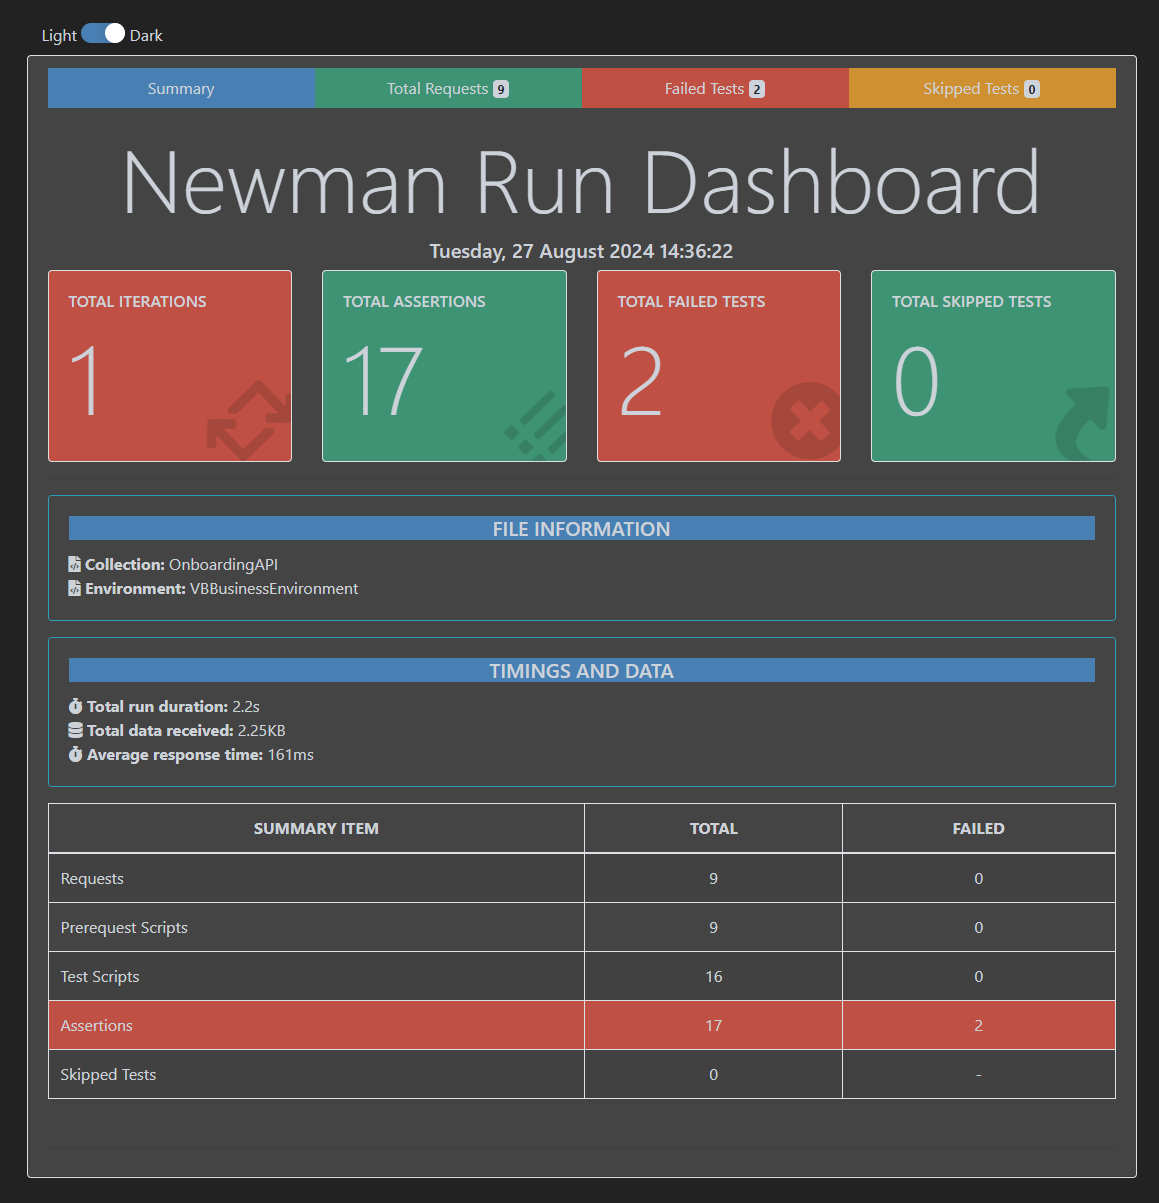 Light Dark
Summary Total Requests 9 Failed Tests 2 Skipped Tests 0
Newman Run Dashboard
Tuesday, 27 August 2024 14:36:22
TOTAL ITERATIONS
1
TOTAL ASSERTIONS
17
TOTAL FAILED TESTS
2
TOTAL SKIPPED TESTS
0
FILE INFORMATION
Collection: OnboardingAPI
Environment: VBBusinessEnvironment
TIMINGS AND DATA
Total run duration: 2.2s
Total data received: 2.25KB
Average response time: 161ms
SUMMARY ITEM TOTAL FAILED
Requests 9 0
Prerequest Scripts 9 0
Test Scripts 16 0
Assertions 17 2
Skipped Tests 0 -